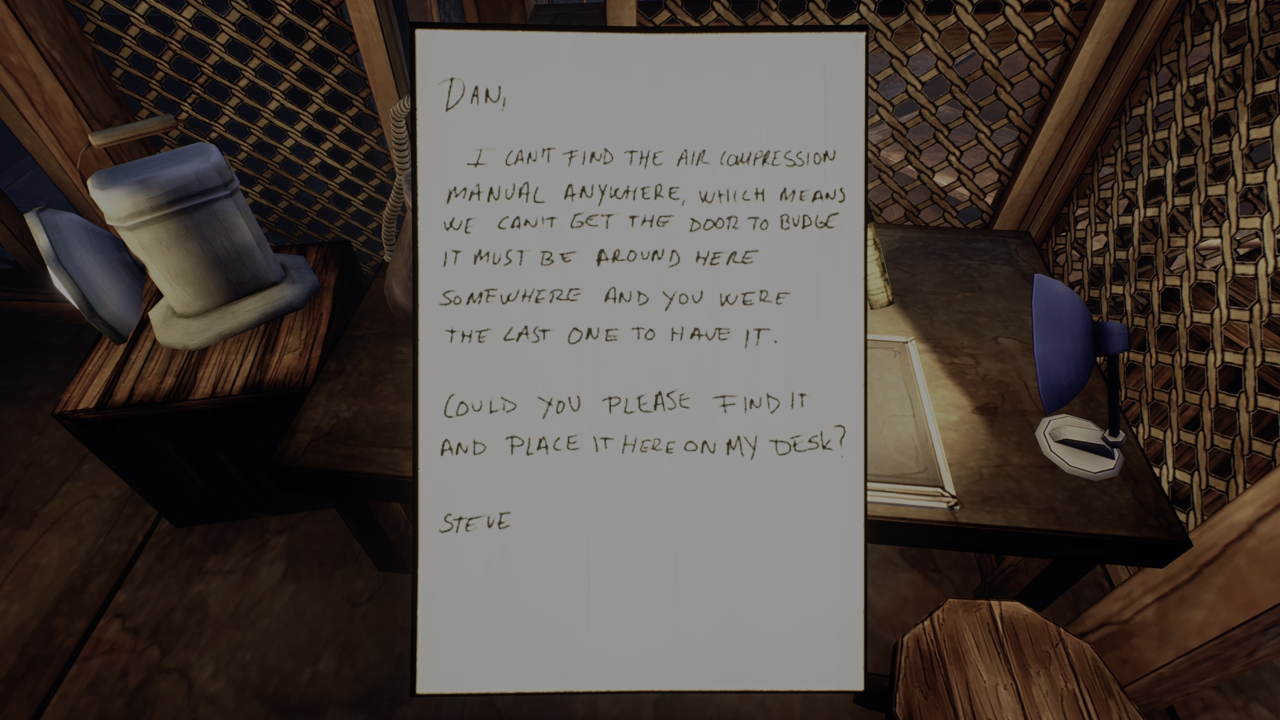 DAN,
I CAN'T FIND THE AIR COMPRESSION
MANUAL ANYWHERE, WHICH MEANS
WE CAN'T GET THE DOOR TO BUDGE
IT MUST BE AROUND HERE
SOMEWHERE AND YOU WERE
THE LAST ONE TO HAVE IT.
COULD YOU PLEASE FIND IT
AND PLACE IT HERE ON MY DESK?
STEVE